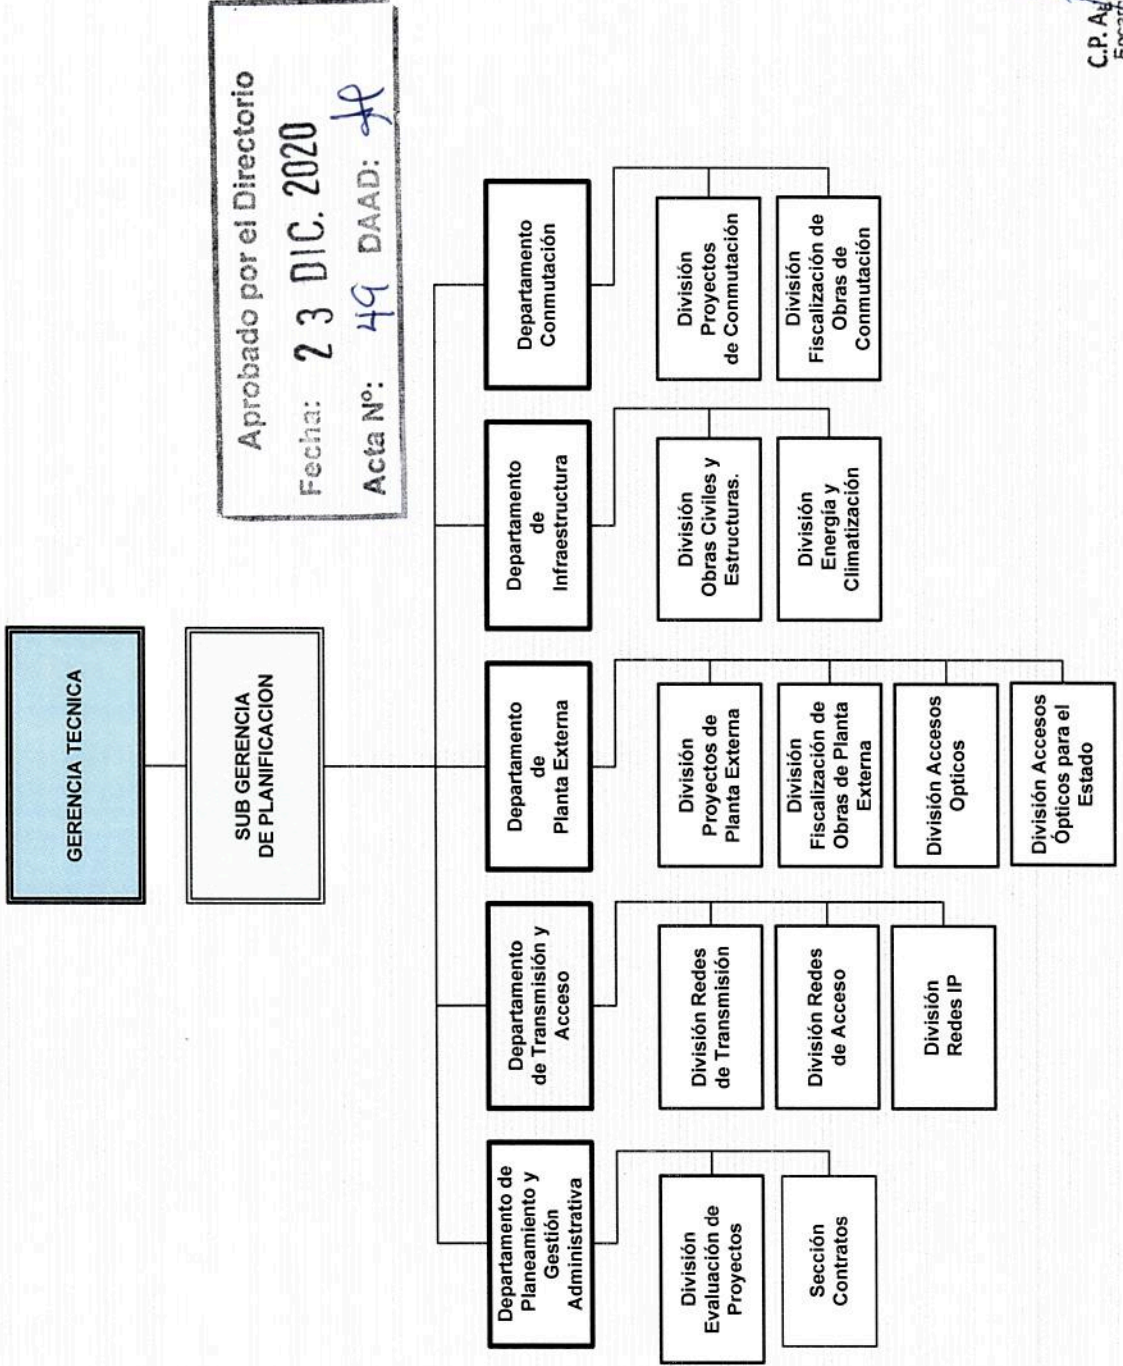 GERENCIA TECNICA
SUB GERENCIA
DE PLANIFICACION
Aprobado por el Directorio
Fecha: 23 DIC. 2020
Acta Nº: 49 DAAD:
Departamento de
Planeamiento y
Gestión
Administrativa
División
Evaluación de
Proyectos
Sección
Contratos
Departamento
de Transmisión y
Acceso
División Redes
de Transmisión
División Redes
de Acceso
División
Redes IP
Departamento
de
Planta Externa
División
Proyectos de
Planta Externa
División
Fiscalización de
Obras de Planta
Externa
División Accesos
Opticos
División Accesos
Ópticos para el
Estado
Departamento
de
Infraestructura
División
Obras Civiles y
Estructuras.
División
Energía y
Climatización
Departamento
Conmutación
División
Proyectos
de Conmutación
División
Fiscalización de
Obras de
Conmutación
C.P.